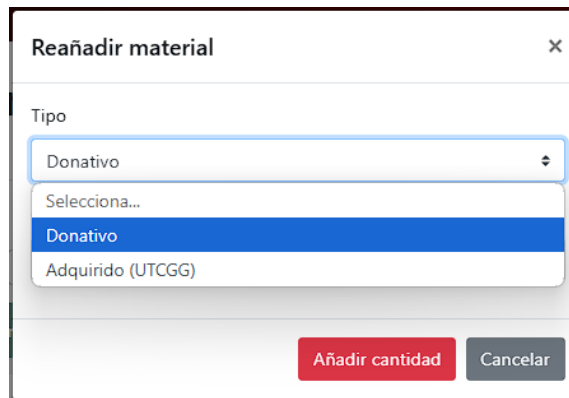 Reañadir material
×
Tipo
Donativo
Selecciona...
Donativo
Adquirido (UTCGG)
Añadir cantidad
Cancelar